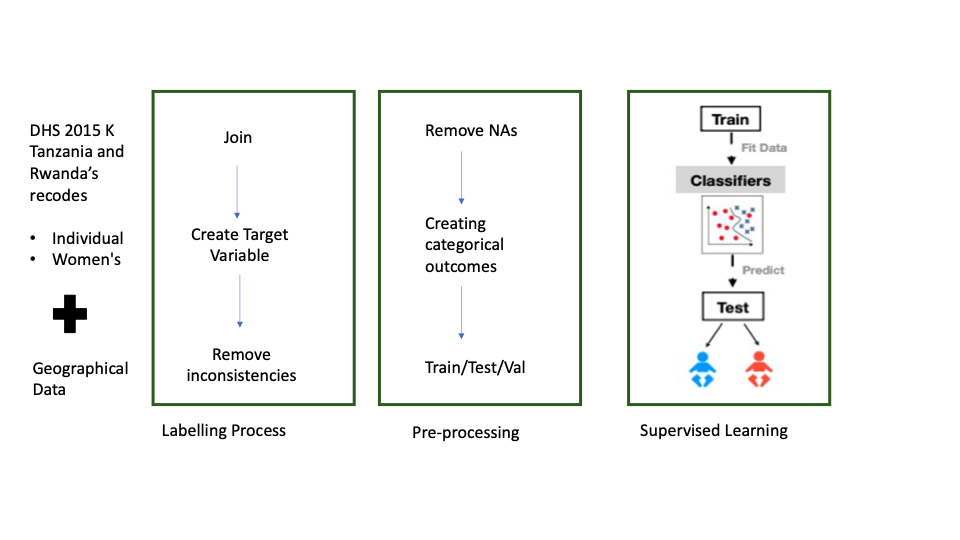 DHS 2015 K
Tanzania and
Rwanda’s
recodes
• Individual
• Women's
Geographical
Data
Join
Create Target
Variable
Remove
inconsistencies
Labelling Process
Remove NAs
Creating
categorical
outcomes
Train/Test/Val
Pre-processing
Train
Fit Data
Classifiers
Predict
Test
Supervised Learning